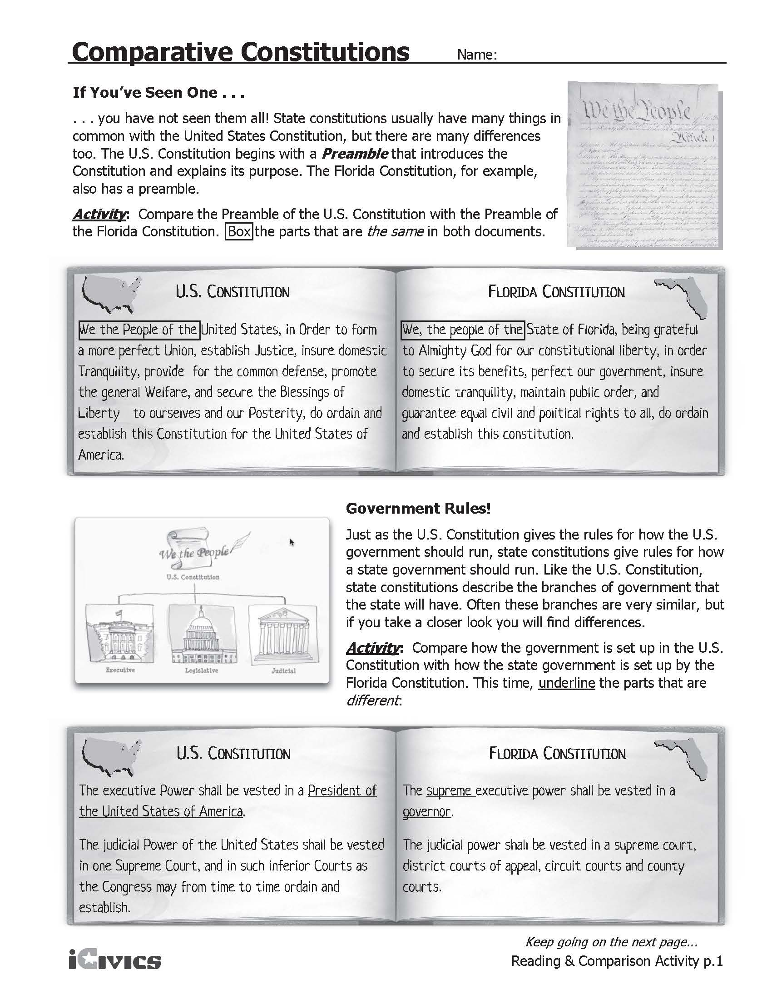 Comparative Constitutions
Name:
If You've Seen One . . .
. . . you have not seen them all! State constitutions usually have many things in
common with the United States Constitution, but there are many differences
too. The U.S. Constitution begins with a Preamble that introduces the
Constitution and explains its purpose. The Florida Constitution, for example,
also has a preamble.
Activity: Compare the Preamble of the U.S. Constitution with the Preamble of
the Florida Constitution. Box the parts that are the same in both documents.
We the People
Article I
U.S. CONSTITUTION
We the People of the United States, in Order to form
a more perfect Union, establish Justice, insure domestic
Tranquility, provide for the common defense, promote
the general Welfare, and secure the Blessings of
Liberty to ourselves and our Posterity, do ordain and
establish this Constitution for the United States of
America.
FLORIDA CONSTITUTION
We, the people of the State of Florida, being grateful
to Almighty God for our constitutional liberty, in order
to secure its benefits, perfect our government, insure
domestic tranquility, maintain public order, and
guarantee equal civil and political rights to all, do ordain
and establish this constitution.
We the People
U.S. Constitution
Executive
Legislative
Judicial
Government Rules!
Just as the U.S. Constitution gives the rules for how the U.S.
government should run, state constitutions give rules for how
a state government should run. Like the U.S. Constitution,
state constitutions describe the branches of government that
the state will have. Often these branches are very similar, but
if you take a closer look you will find differences.
Activity: Compare how the government is set up in the U.S.
Constitution with how the state government is set up by the
Florida Constitution. This time, underline the parts that are
different:
U.S. CONSTITUTION
The executive Power shall be vested in a President of
the United States of America.
The judicial Power of the United States shall be vested
in one Supreme Court, and in such inferior Courts as
the Congress may from time to time ordain and
establish.
FLORIDA CONSTITUTION
The supreme executive power shall be vested in a
governor.
The judicial power shall be vested in a supreme court,
district courts of appeal, circuit courts and county
courts.
iCivics
Keep going on the next page...
Reading & Comparison Activity p.1